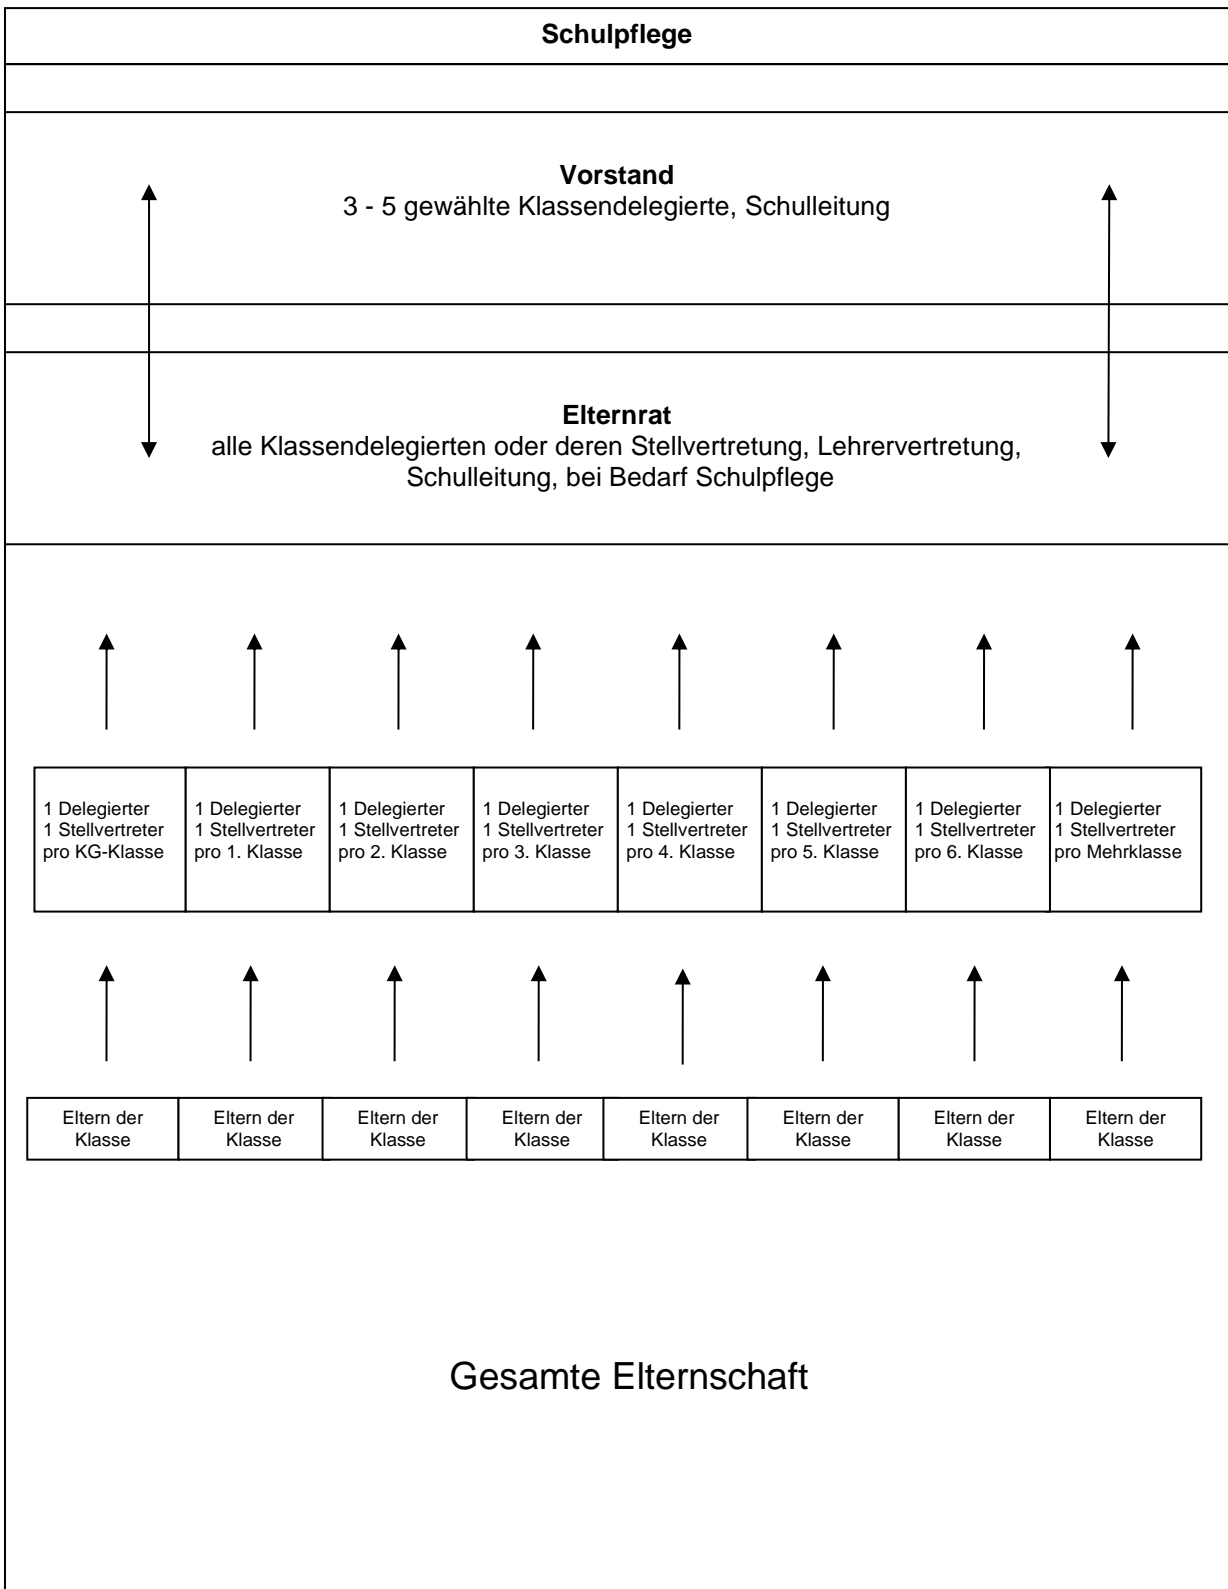 Schulpflege
Vorstand
3 - 5 gewählte Klassendelegierte, Schulleitung
Elternrat
alle Klassendelegierten oder deren Stellvertretung, Lehrervertretung,
Schulleitung, bei Bedarf Schulpflege
1 Delegierter
1 Stellvertreter
pro KG-Klasse
1 Delegierter
1 Stellvertreter
pro 1. Klasse
1 Delegierter
1 Stellvertreter
pro 2. Klasse
1 Delegierter
1 Stellvertreter
pro 3. Klasse
1 Delegierter
1 Stellvertreter
pro 4. Klasse
1 Delegierter
1 Stellvertreter
pro 5. Klasse
1 Delegierter
1 Stellvertreter
pro 6. Klasse
1 Delegierter
1 Stellvertreter
pro Mehrklasse
Eltern der
Klasse
Eltern der
Klasse
Eltern der
Klasse
Eltern der
Klasse
Eltern der
Klasse
Eltern der
Klasse
Eltern der
Klasse
Eltern der
Klasse
Gesamte Elternschaft